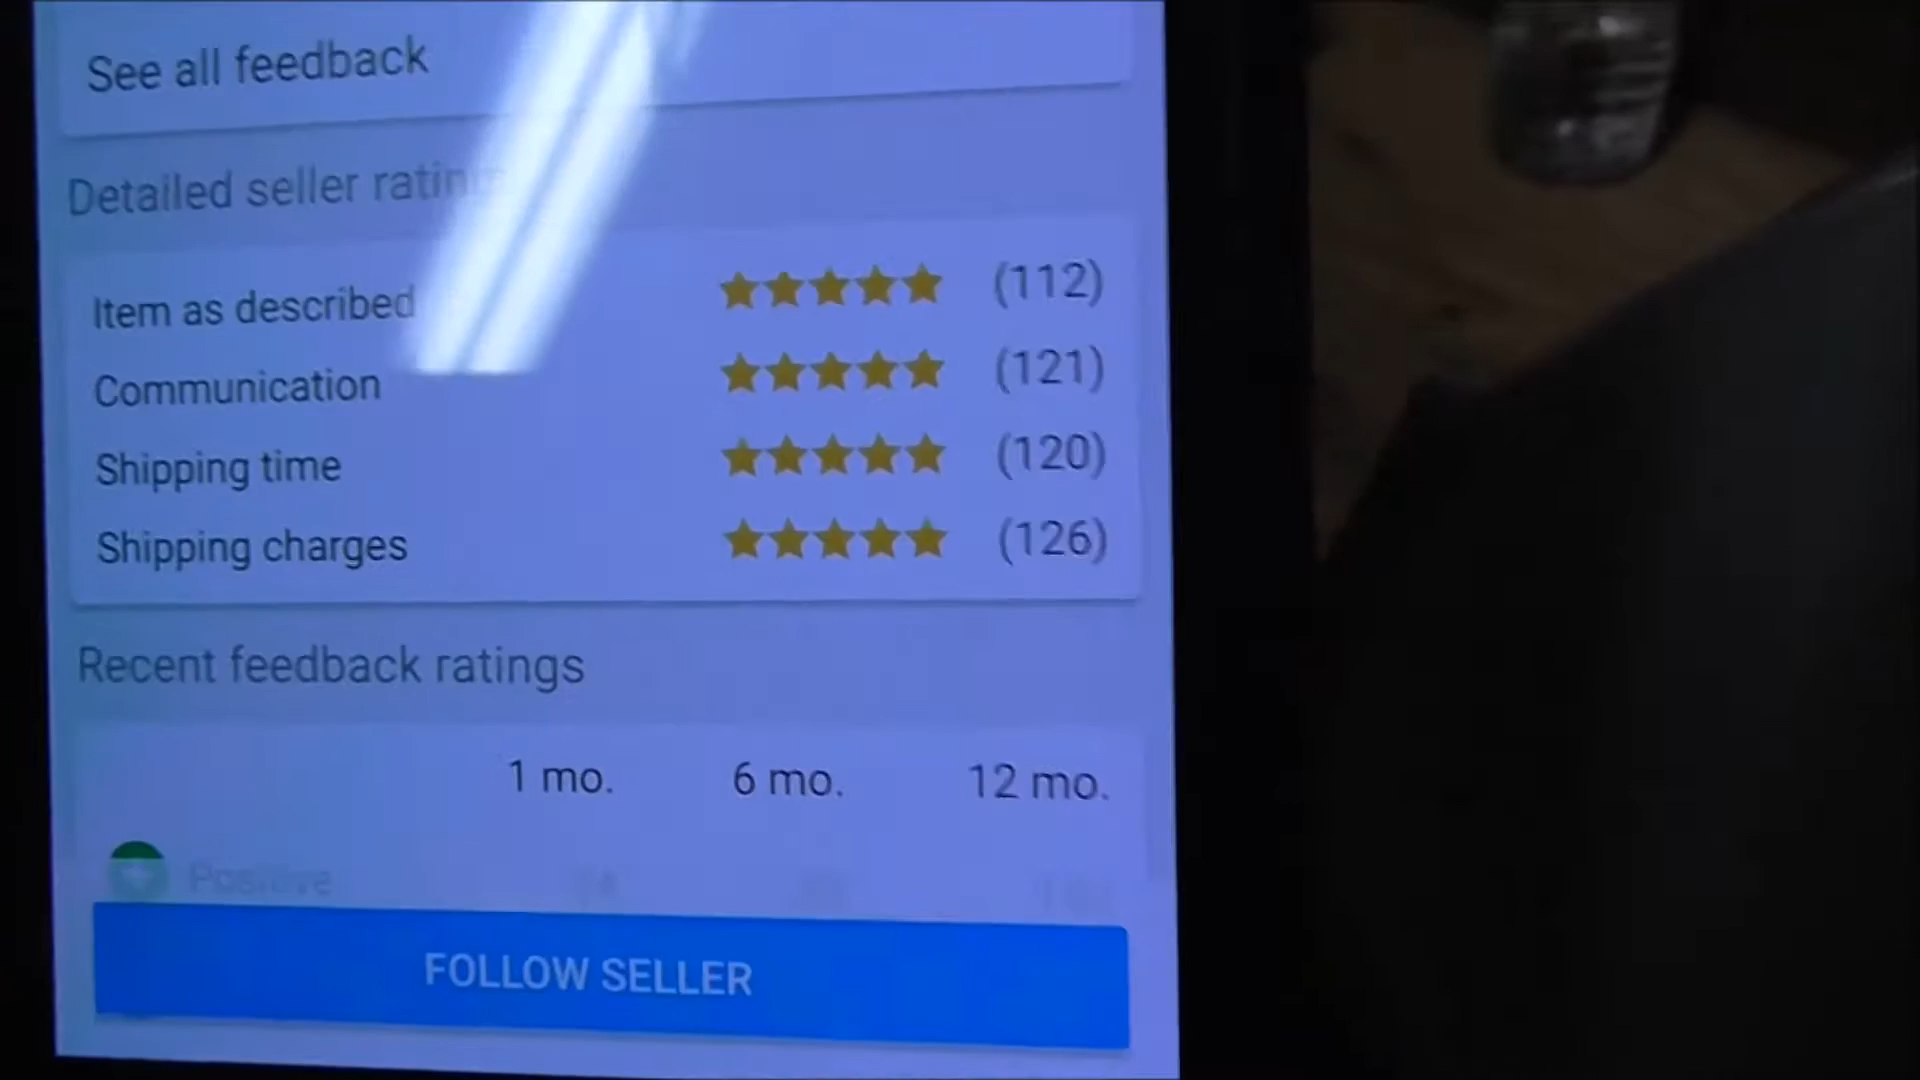 See all feedback
Detailed seller
Item as described ★★★★★ (112)
Communication ★★★★★ (121)
Shipping time ★★★★★ (120)
Shipping charges ★★★★★ (126)
Recent feedback ratings
1 mo. 6 mo. 12 mo.
Positive
FOLLOW SELLER